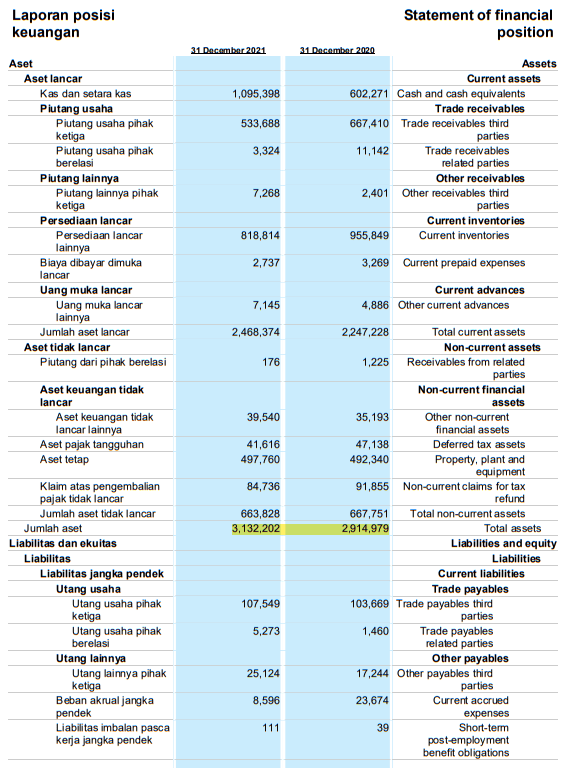 Laporan posisi keuangan Statement of financial position
31 December 2021 31 December 2020
Aset Assets
Aset lancar Current assets
Kas dan setara kas 1,095,398 602,271 Cash and cash equivalents
Piutang usaha Trade receivables
Piutang usaha pihak ketiga 533,688 667,410 Trade receivables third parties
Piutang usaha pihak berelasi 3,324 11,142 Trade receivables related parties
Piutang lainnya Other receivables
Piutang lainnya pihak ketiga 7,268 2,401 Other receivables third parties
Persediaan lancar Current inventories
Persediaan lancar lainnya 818,814 955,849 Current inventories
Biaya dibayar dimuka lancar 2,737 3,269 Current prepaid expenses
Uang muka lancar Current advances
Uang muka lancar lainnya 7,145 4,886 Other current advances
Jumlah aset lancar 2,468,374 2,247,228 Total current assets
Aset tidak lancar Non-current assets
Piutang dari pihak berelasi 176 1,225 Receivables from related parties
Aset keuangan tidak lancar Non-current financial assets
Aset keuangan tidak lancar lainnya 39,540 35,193 Other non-current financial assets
Aset pajak tangguhan 41,616 47,138 Deferred tax assets
Aset tetap 497,760 492,340 Property, plant and equipment
Klaim atas pengembalian pajak tidak lancar 84,736 91,855 Non-current claims for tax refund
Jumlah aset tidak lancar 663,828 667,751 Total non-current assets
Jumlah aset 3,132,202 2,914,979 Total assets
Liabilitas dan ekuitas Liabilities and equity
Liabilitas Liabilities
Liabilitas jangka pendek Current liabilities
Utang usaha Trade payables
Utang usaha pihak ketiga 107,549 103,669 Trade payables third parties
Utang usaha pihak berelasi 5,273 1,460 Trade payables related parties
Utang lainnya Other payables
Utang lainnya pihak ketiga 25,124 17,244 Other payables third parties
Beban akrual jangka pendek 8,596 23,674 Current accrued expenses
Liabilitas imbalan pasca kerja jangka pendek 111 39 Short-term post-employment benefit obligations